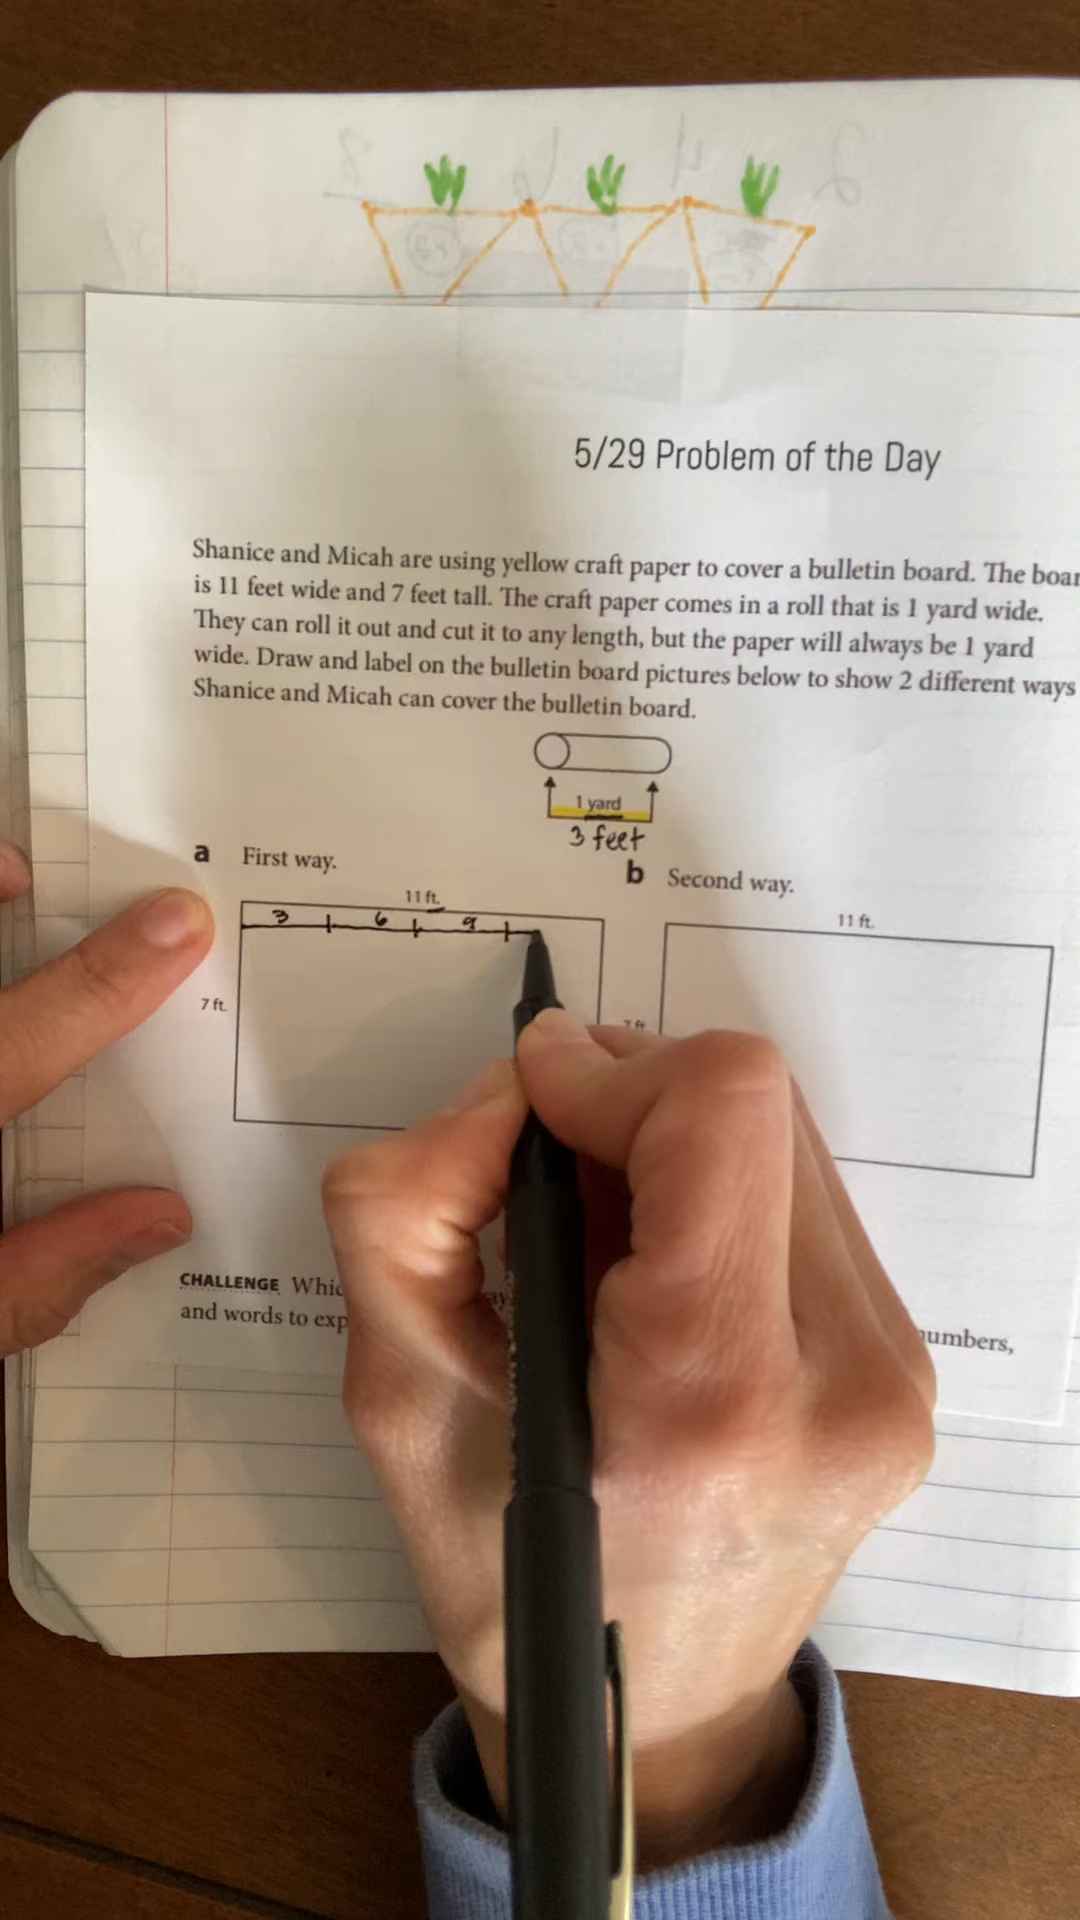 5/29 Problem of the Day
Shanice and Micah are using yellow craft paper to cover a bulletin board. The
is 11 feet wide and 7 feet tall. The craft paper comes in a roll that is 1 yard wide.
They can roll it out and cut it to any length, but the paper will always be 1 yard
wide. Draw and label on the bulletin board pictures below to show 2 different ways
Shanice and Micah can cover the bulletin board.
1 yard
3 feet
a First way.
b Second way.
11 ft.
11 ft.
3 6 9
7 ft.
CHALLENGE
and words to
numbers,